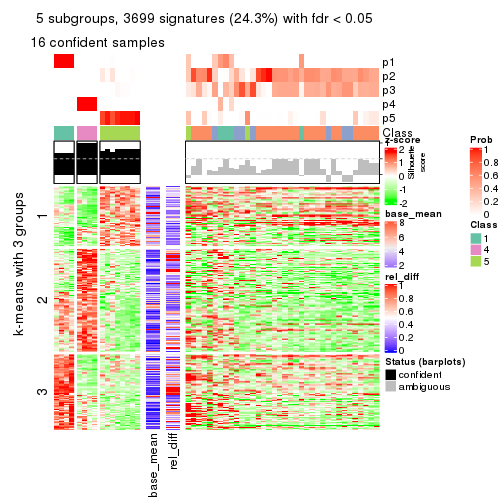 5 subgroups, 3699 signatures (24.3%) with fdr < 0.05
16 confident samples
p1
p2
p3
p4
p5
Class
z-score
2
1
0
-1
-2
Silhouette
score
Prob
1
0.8
0.6
0.4
0.2
0
base_mean
8
6
4
2
Class
1
4
5
rel_diff
1
0.8
0.6
0.4
0.2
0
Status (barplots)
confident
ambiguous
k-means with 3 groups
1
2
3
base_mean
rel_diff